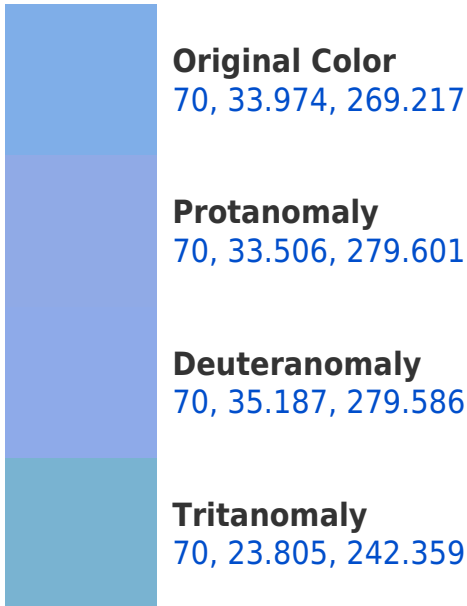 Original Color
70, 33.974, 269.217
Protanomaly
70, 33.506, 279.601
Deuteranomaly
70, 35.187, 279.586
Tritanomaly
70, 23.805, 242.359